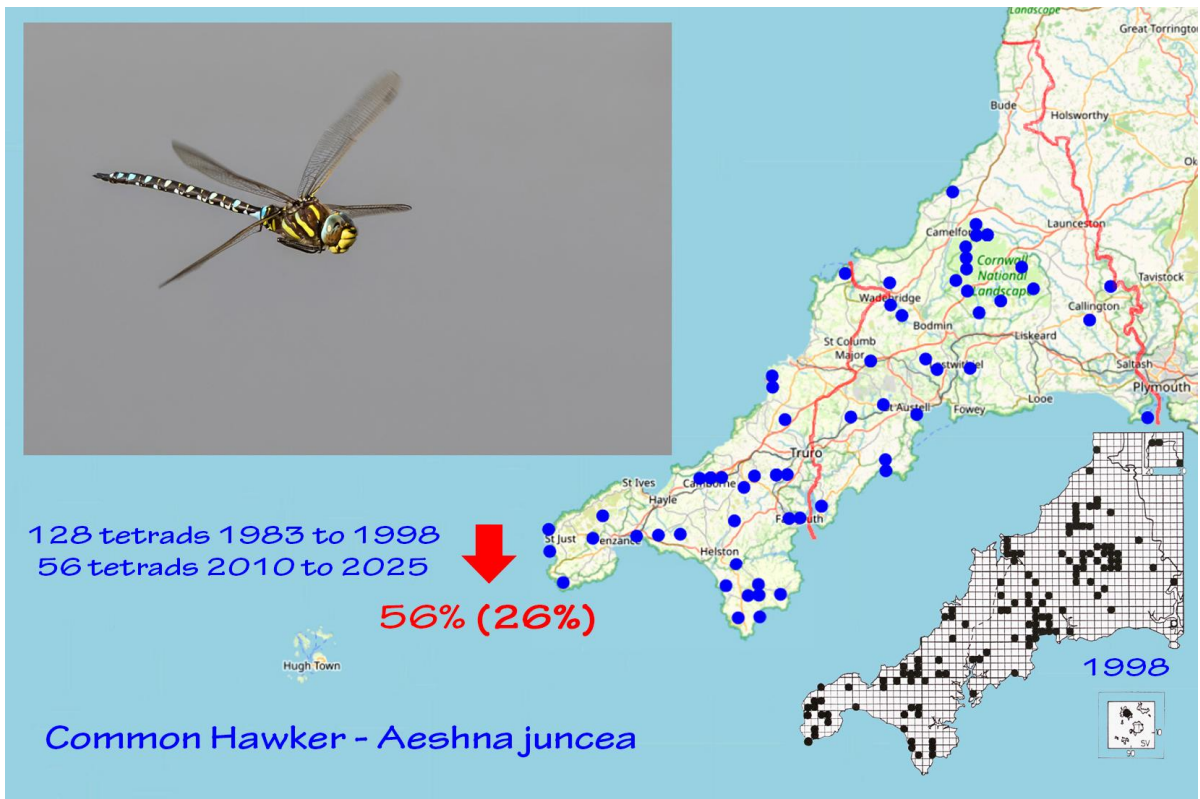 Landscape
Great Torrington
Bude
Holsworthy
Launceston
Camelford
Cornwall
National
Landscape
Tavistock
Wadebridge
Callington
Bodmin
Liskeard
St Columb
Major
Saltash
Plymouth
St Austell
Fowey
Looe
Truro
St Ives
Camborne
Hayle
Falmouth
St Just
Penzance
Helston
128 tetrads 1983 to 1998
56 tetrads 2010 to 2025
56% (26%)
Hugh Town
1998
SV
Common Hawker - Aeshna juncea